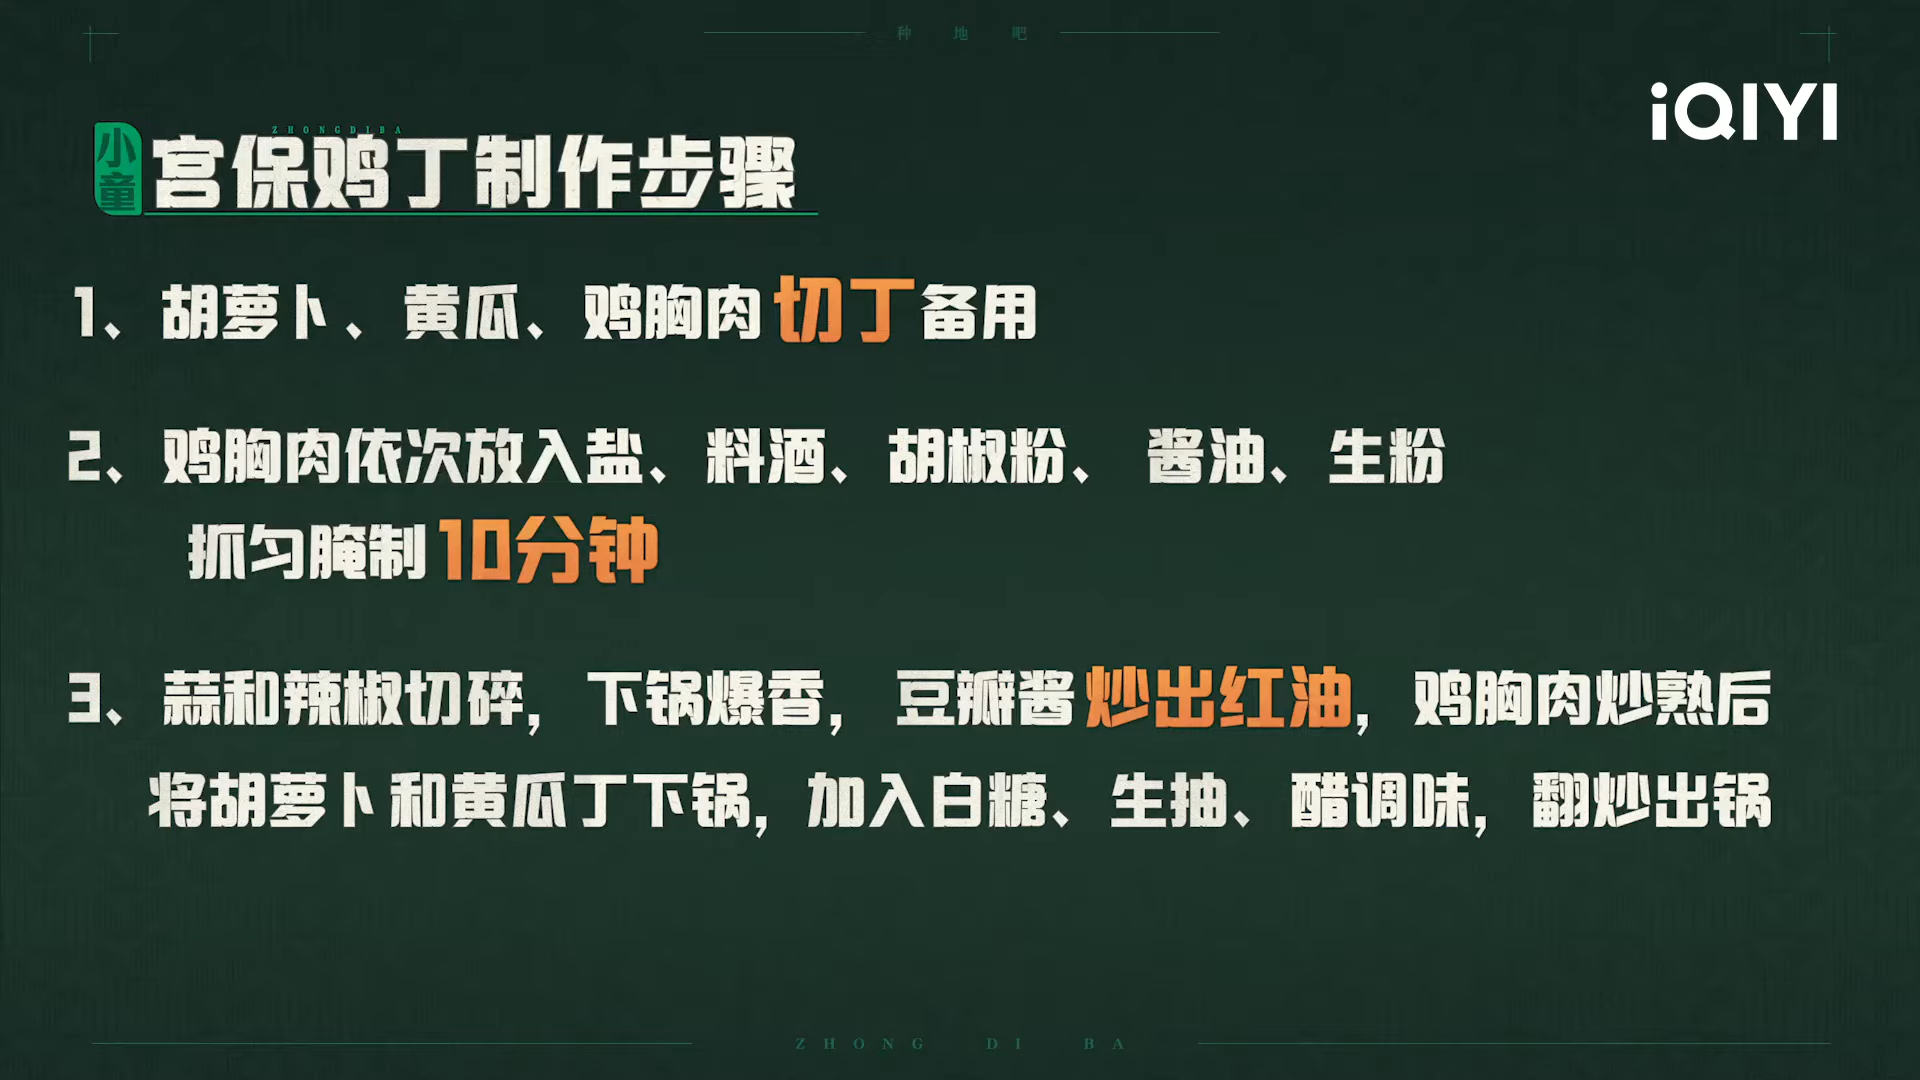 种 地 吧
iQIYI
小童
ZHONGDIBA
宫保鸡丁制作步骤
1、胡萝卜、黄瓜、鸡胸肉切丁备用
2、鸡胸肉依次放入盐、料酒、胡椒粉、酱油、生粉
抓匀腌制10分钟
3、蒜和辣椒切碎，下锅爆香，豆瓣酱炒出红油，鸡胸肉炒熟后
将胡萝卜和黄瓜丁下锅，加入白糖、生抽、醋调味，翻炒出锅
ZHONG DI BA